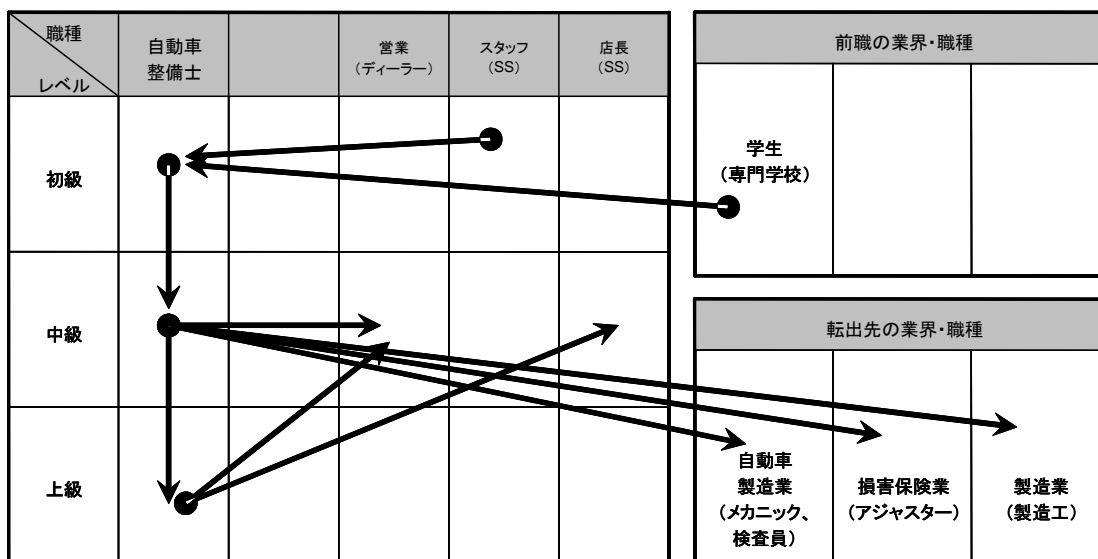 職種
レベル
自動車
整備士
営業
（ディーラー）
スタッフ
（SS）
店長
（SS）
初級
中級
上級
前職の業界・職種
学生
（専門学校）
転出先の業界・職種
自動車
製造業
（メカニック、
検査員）
損害保険業
（アジャスター）
製造業
（製造工）